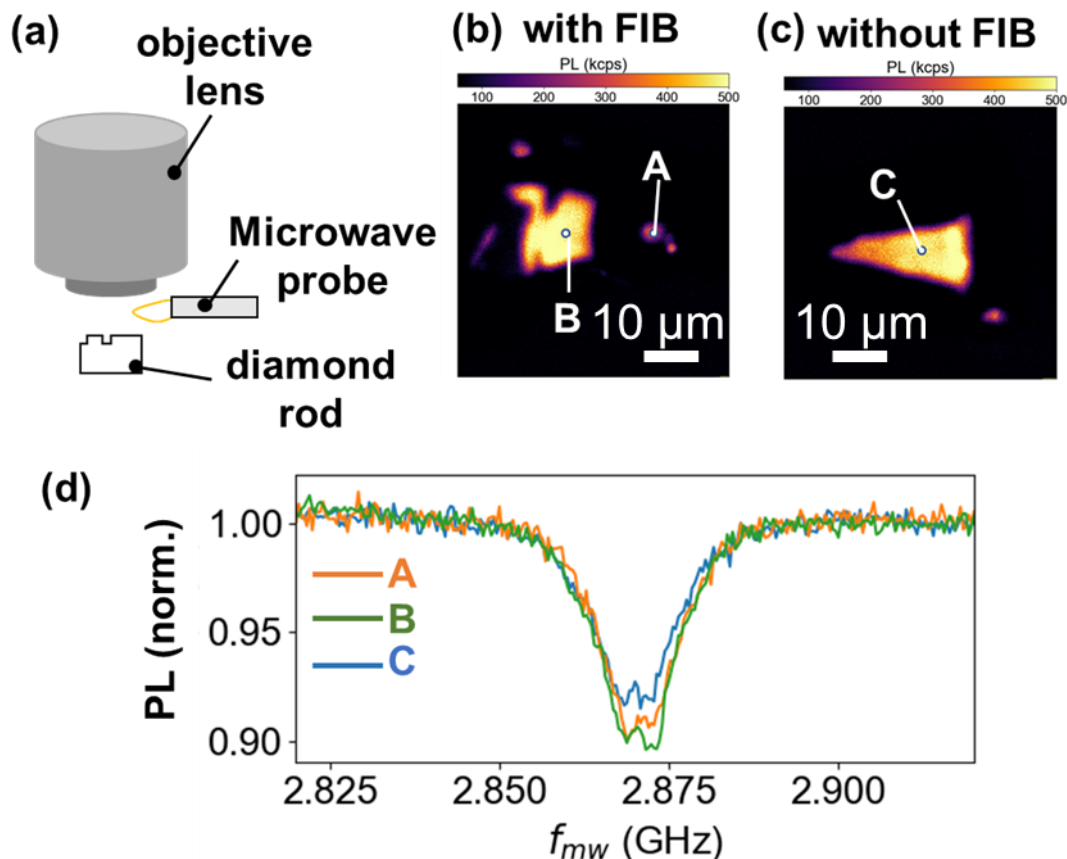 (a)
objective
lens
Microwave
probe
diamond
rod
(b) with FIB
PL (kcps)
100 200 300 400 500
A
B
10 µm
(c) without FIB
PL (kcps)
100 200 300 400 500
C
10 µm
(d)
PL (norm.)
1.00
0.95
0.90
A
B
C
2.825 2.850 2.875 2.900
fmw (GHz)